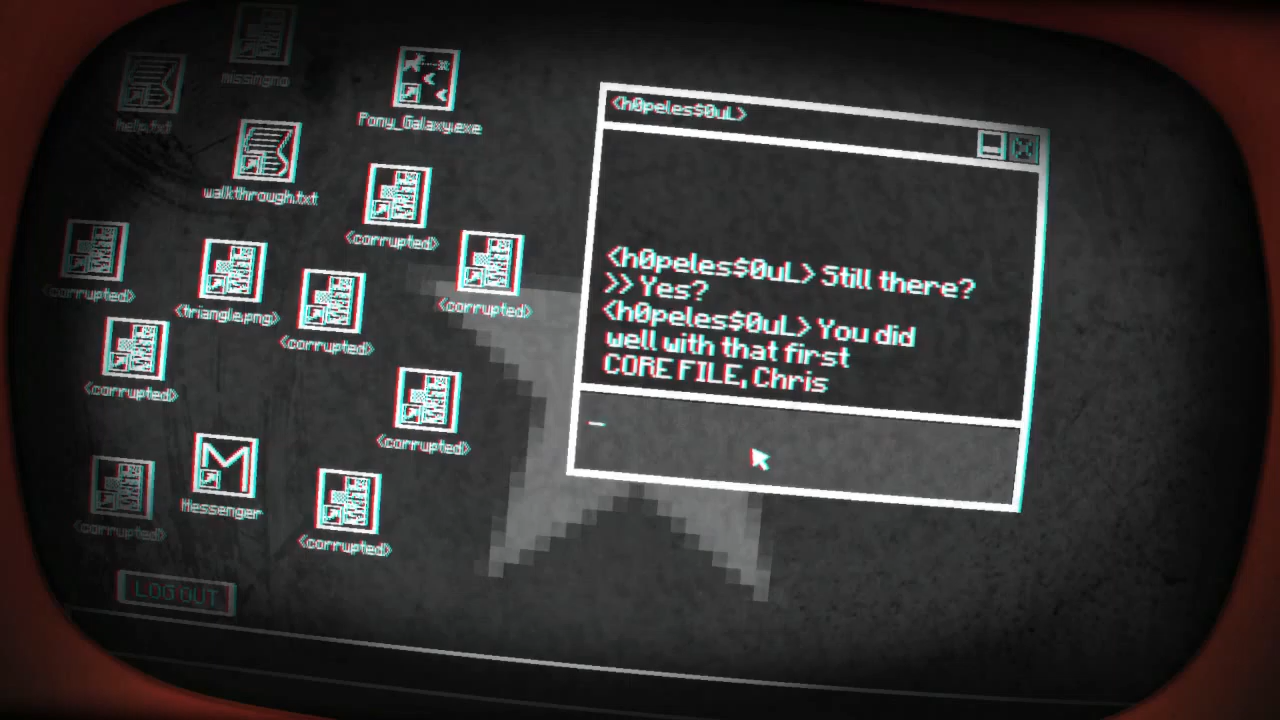 missingno
help.txt
Pony_Galaxy.exe
walkthrough.txt
<corrupted>
<corrupted>
<corrupted>
<triangle.png>
<corrupted>
<corrupted>
<corrupted>
Messenger
<corrupted>
<corrupted>
LOG OUT
<h0peles$0uL>
<h0peles$0uL> Still there?
>> Yes?
<h0peles$0uL> You did
well with that first
CORE FILE, Chris
_